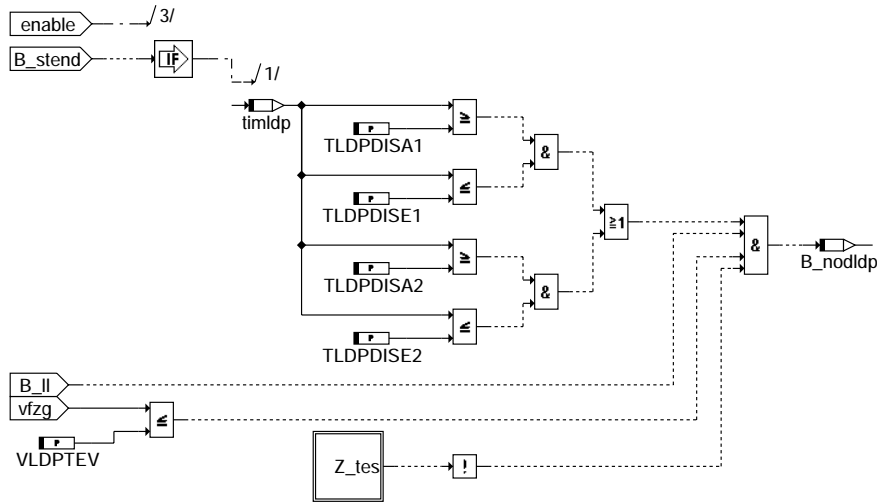 enable
/3/
B_stend
IF
/1/
timldp
≥
P
TLDPDISA1
&
≤
P
TLDPDISE1
≥1
≥
P
TLDPDISA2
&
&
B_nodldp
≤
P
TLDPDISE2
B_ll
vfzg
≤
P
VLDPTEV
Z_tes
!